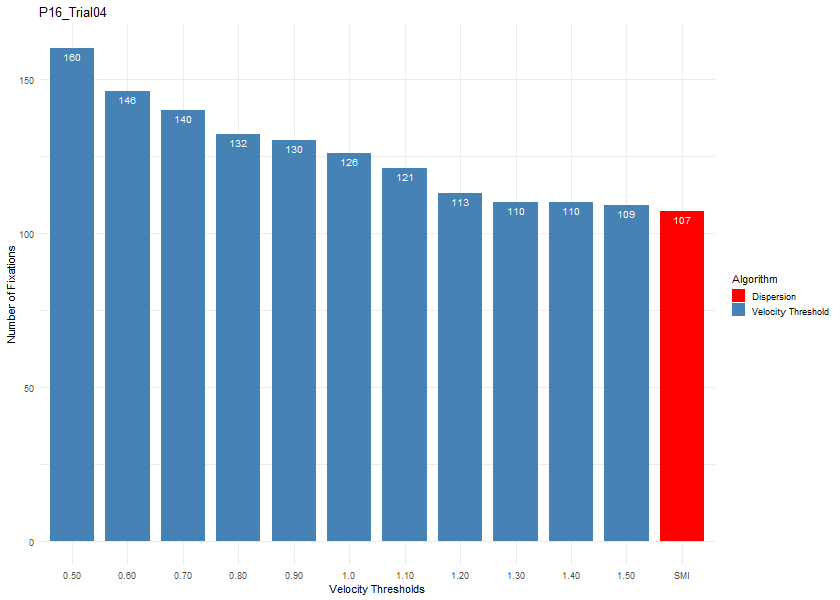 P16_Trial04
160
146
140
132
130
126
121
113
110
110
109
107
150
100
50
0
Number of Fixations
0.50 0.60 0.70 0.80 0.90 1.0 1.10 1.20 1.30 1.40 1.50 SMI
Velocity Thresholds
Algorithm
Dispersion
Velocity Threshold